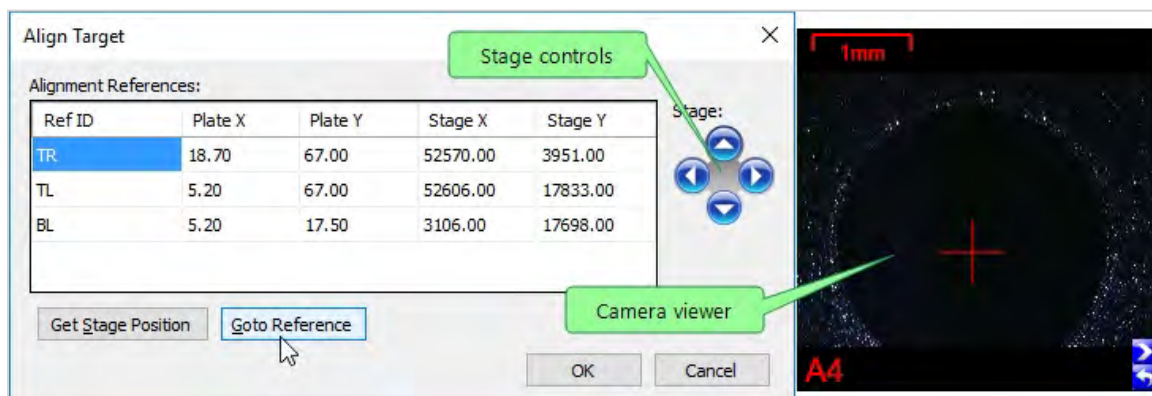 Align Target
Stage controls
Alignment References:
Stage:
Ref ID Plate X Plate Y Stage X Stage Y
TR 18.70 67.00 52570.00 3951.00
TL 5.20 67.00 52606.00 17833.00
BL 5.20 17.50 3106.00 17698.00
Get Stage Position Goto Reference
OK Cancel
1mm
Camera viewer
A4